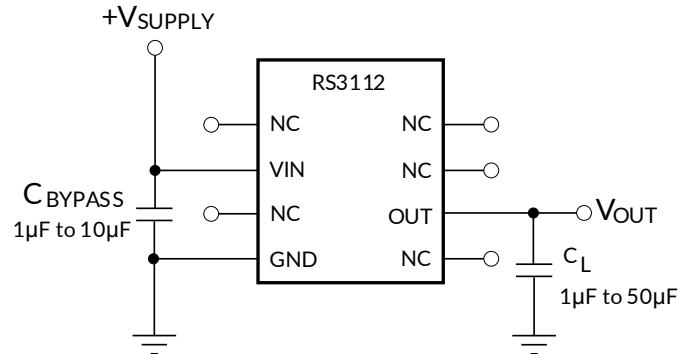 +VSUPPLY
RS3112
NC
NC
VIN
NC
CBYPASS
1μF to 10μF
NC
OUT
VOUT
GND
NC
CL
1μF to 50μF